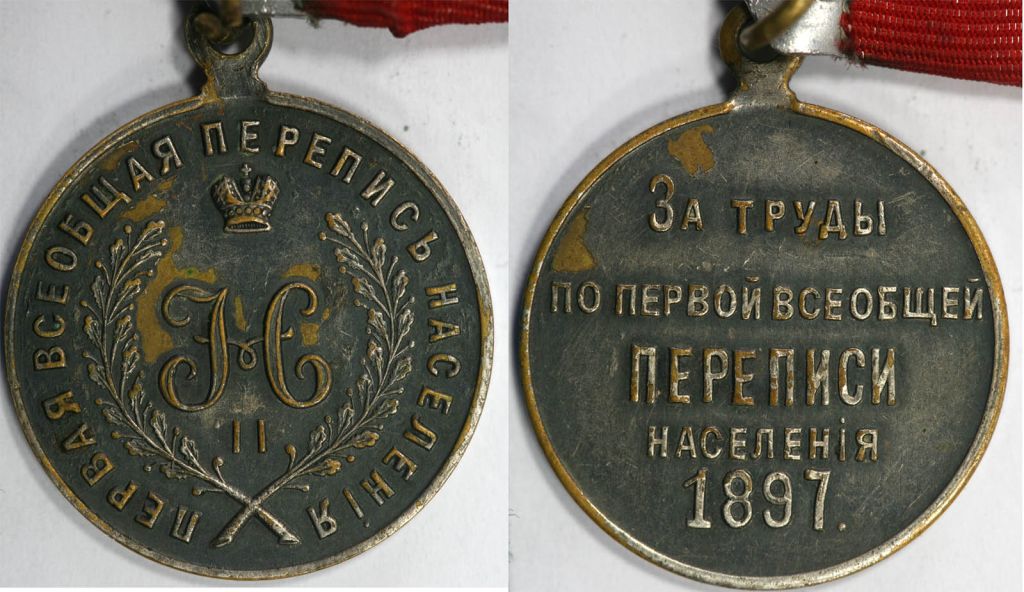 ПЕРВАЯ ВСЕОБЩАЯ ПЕРЕПИСЬ НАСЕЛЕНІЯ
Н
II
За труды
ПО ПЕРВОЙ ВСЕОБЩЕЙ
ПЕРЕПИСИ
НАСЕЛЕНІЯ
1897.